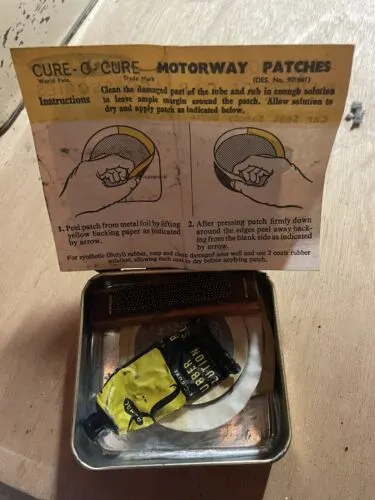 CURE-O-CURE MOTORWAY PATCHES
World Pats. Trade Mark (DES. No. 901661)
Instructions
Clean the damaged part of the tube and rub in enough solution
to leave ample margin around the patch. Allow solution to
dry and apply patch as indicated below.
1. Peel patch from metal foil by lifting
yellow backing paper as indicated
by arrow.
2. After pressing patch firmly down
around the edges peel away back-
ing from the blank side as indicated
by arrow.
For synthetic (Butyl) rubber, rasp and clean damaged area well and use 2 coats rubber
solution, allowing each coat to dry before applying patch.
UBBER
LUTION